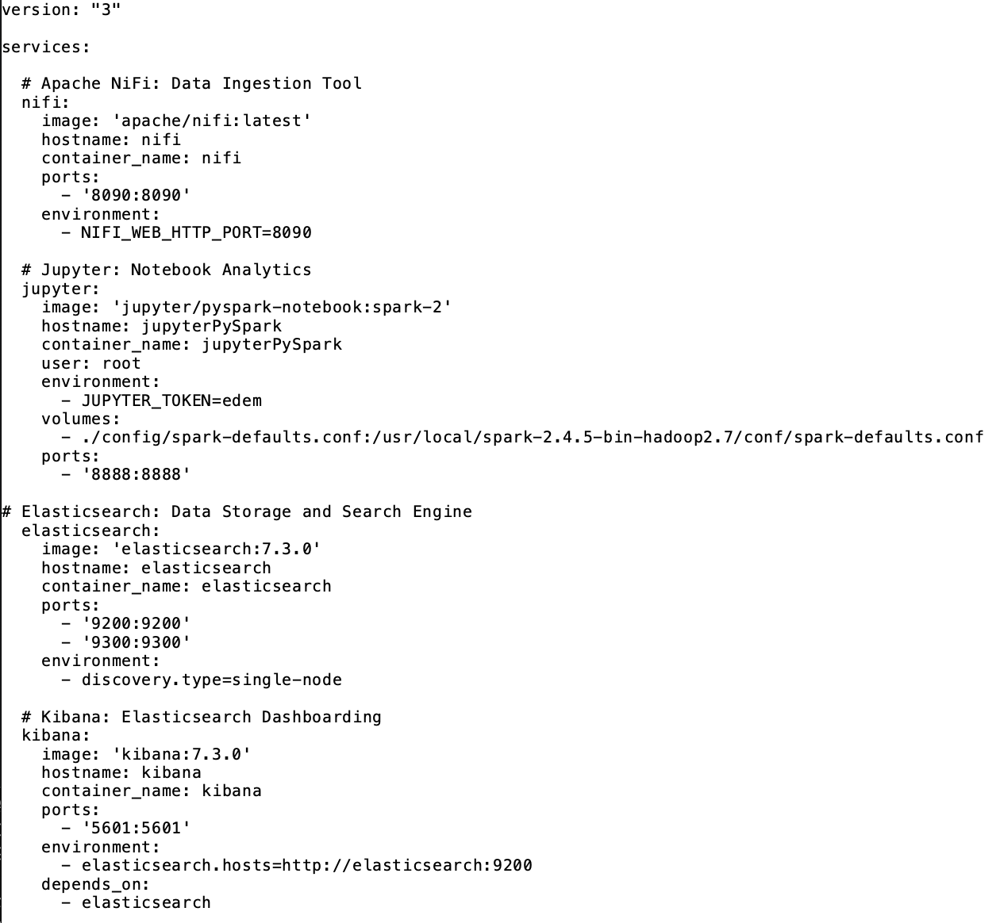 version: "3"

services:

  # Apache NiFi: Data Ingestion Tool
  nifi:
    image: 'apache/nifi:latest'
    hostname: nifi
    container_name: nifi
    ports:
      - '8090:8090'
    environment:
      - NIFI_WEB_HTTP_PORT=8090

  # Jupyter: Notebook Analytics
  jupyter:
    image: 'jupyter/pyspark-notebook:spark-2'
    hostname: jupyterPySpark
    container_name: jupyterPySpark
    user: root
    environment:
      - JUPYTER_TOKEN=edem
    volumes:
      - ./config/spark-defaults.conf:/usr/local/spark-2.4.5-bin-hadoop2.7/conf/spark-defaults.conf
    ports:
      - '8888:8888'

# Elasticsearch: Data Storage and Search Engine
  elasticsearch:
    image: 'elasticsearch:7.3.0'
    hostname: elasticsearch
    container_name: elasticsearch
    ports:
      - '9200:9200'
      - '9300:9300'
    environment:
      - discovery.type=single-node

  # Kibana: Elasticsearch Dashboarding
  kibana:
    image: 'kibana:7.3.0'
    hostname: kibana
    container_name: kibana
    ports:
      - '5601:5601'
    environment:
      - elasticsearch.hosts=http://elasticsearch:9200
    depends_on:
      - elasticsearch